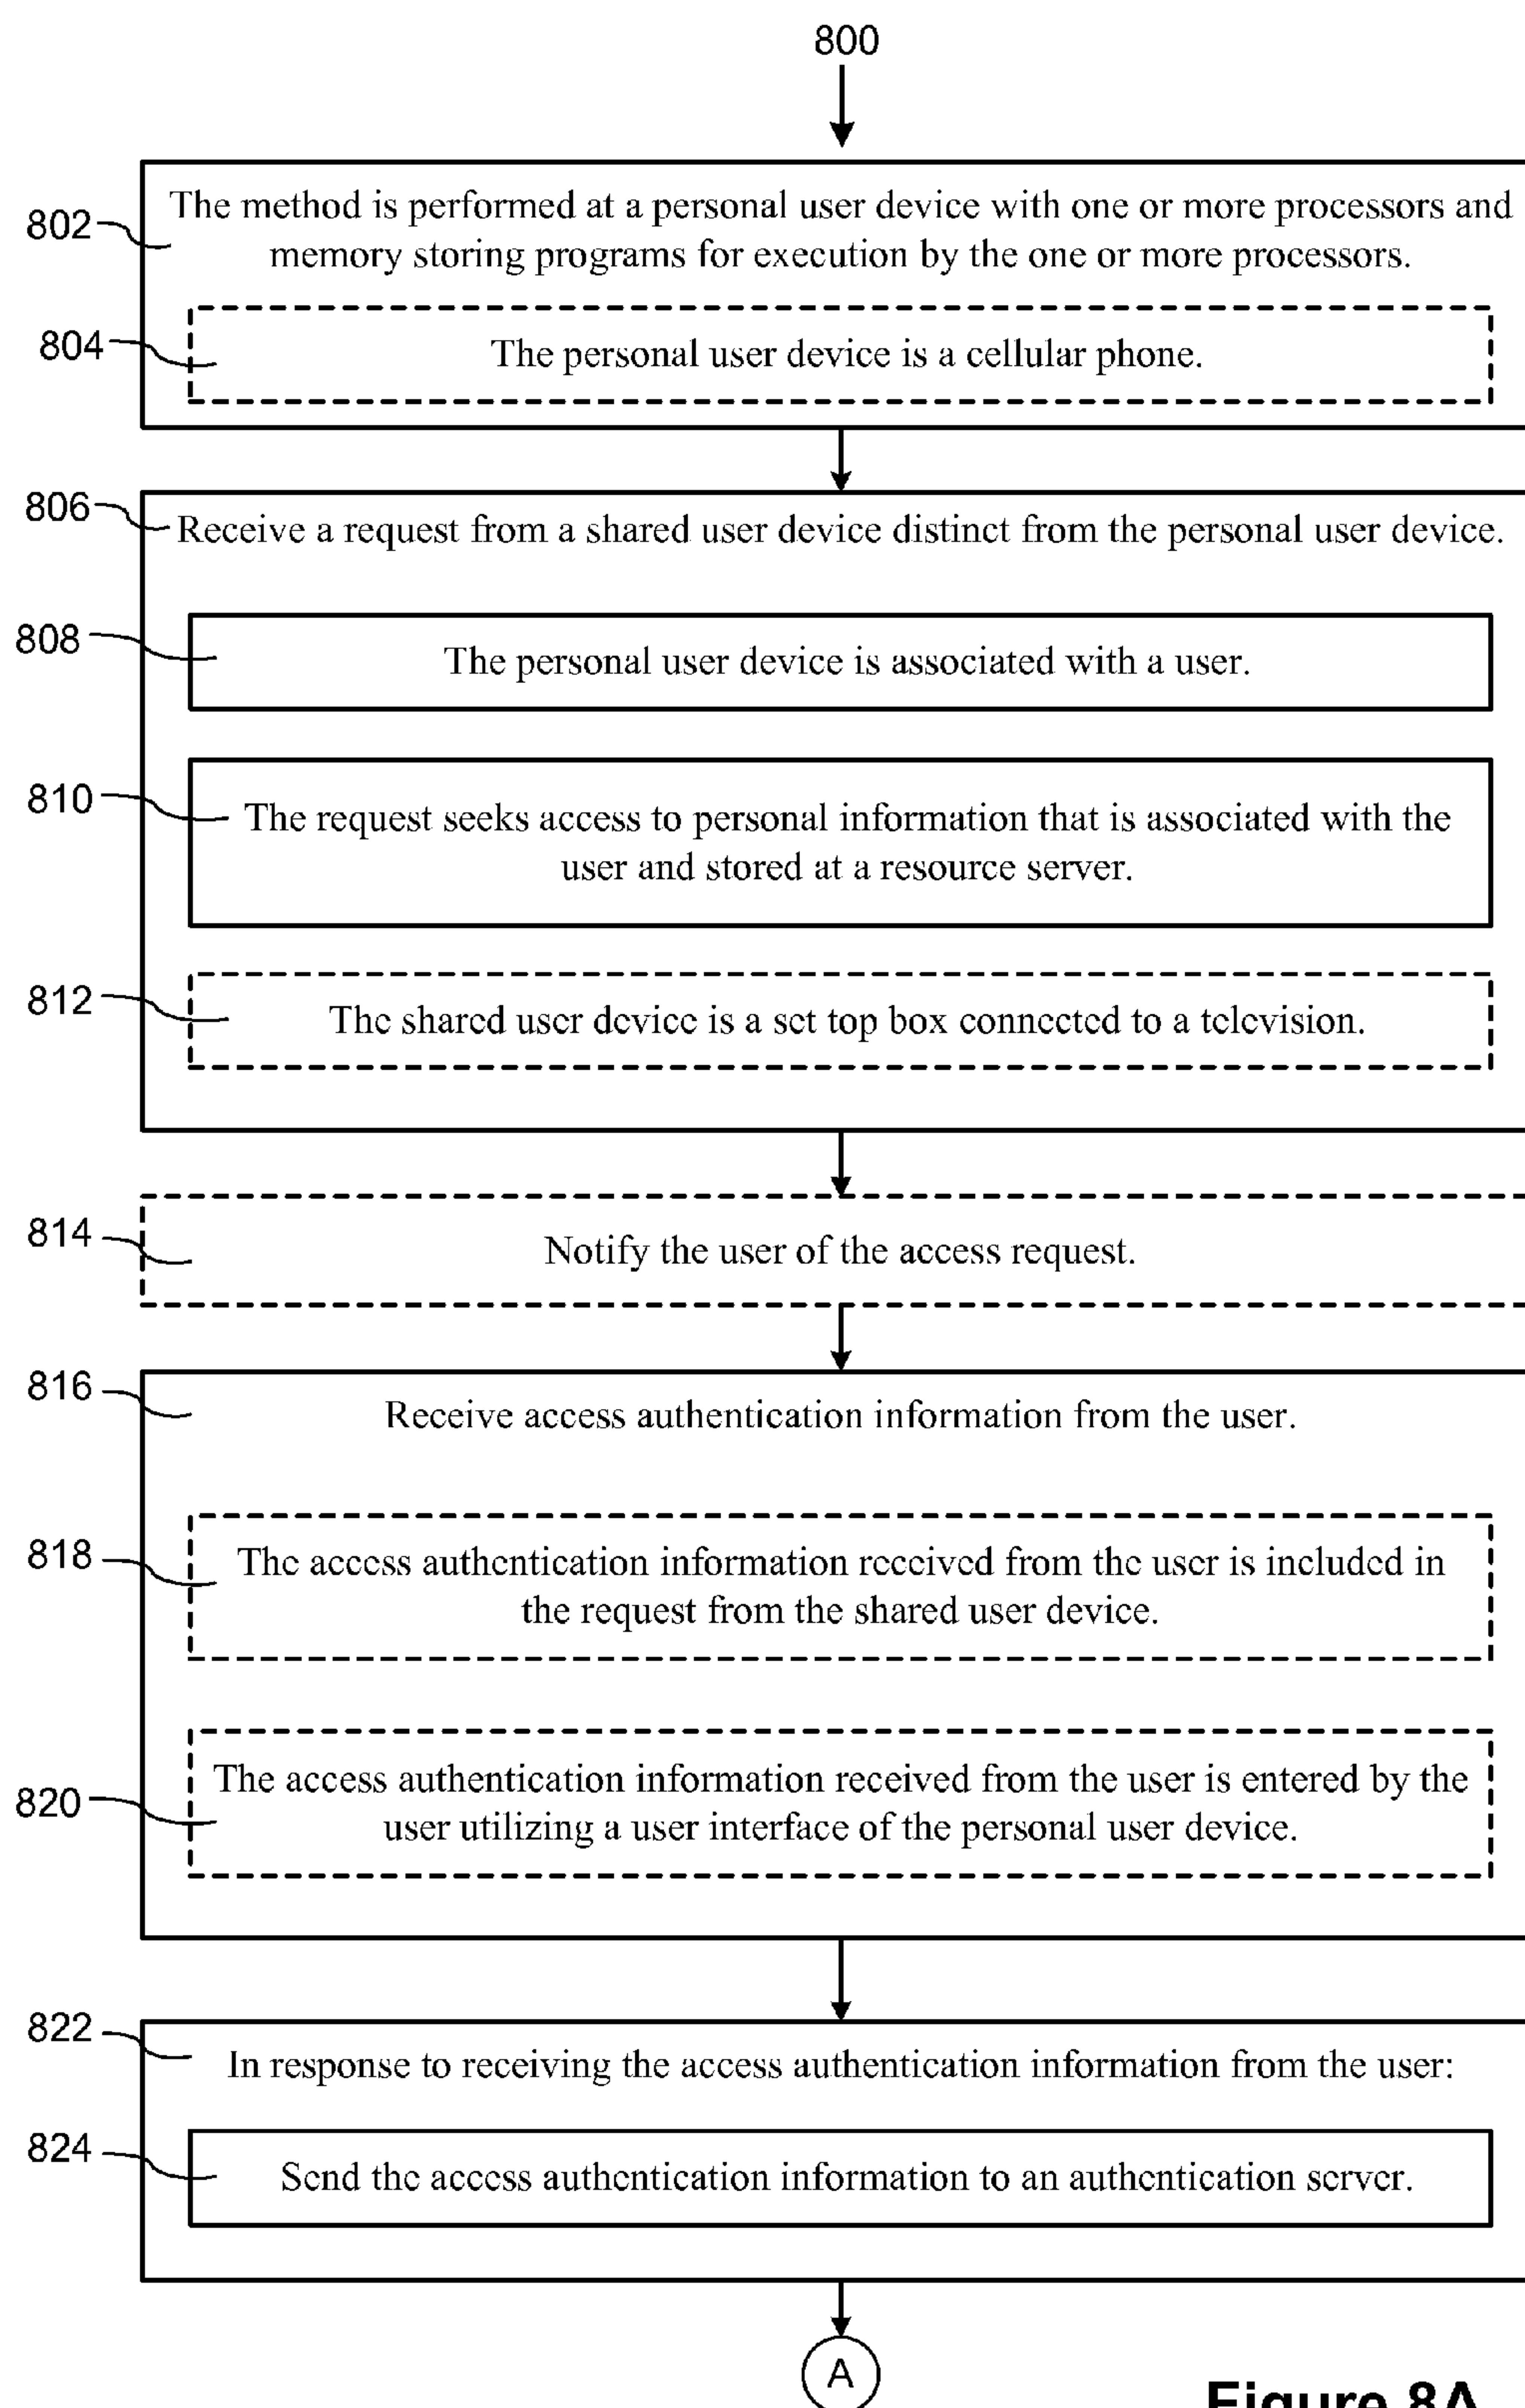 800
802
The method is performed at a personal user device with one or more processors and
memory storing programs for execution by the one or more processors.
804
The personal user device is a cellular phone.
806
Receive a request from a shared user device distinct from the personal user device.
808
The personal user device is associated with a user.
810
The request seeks access to personal information that is associated with the
user and stored at a resource server.
812
The shared user device is a set top box connected to a television.
814
Notify the user of the access request.
816
Receive access authentication information from the user.
818
The access authentication information received from the user is included in
the request from the shared user device.
820
The access authentication information received from the user is entered by the
user utilizing a user interface of the personal user device.
822
In response to receiving the access authentication information from the user:
824
Send the access authentication information to an authentication server.
A
Figure 8A